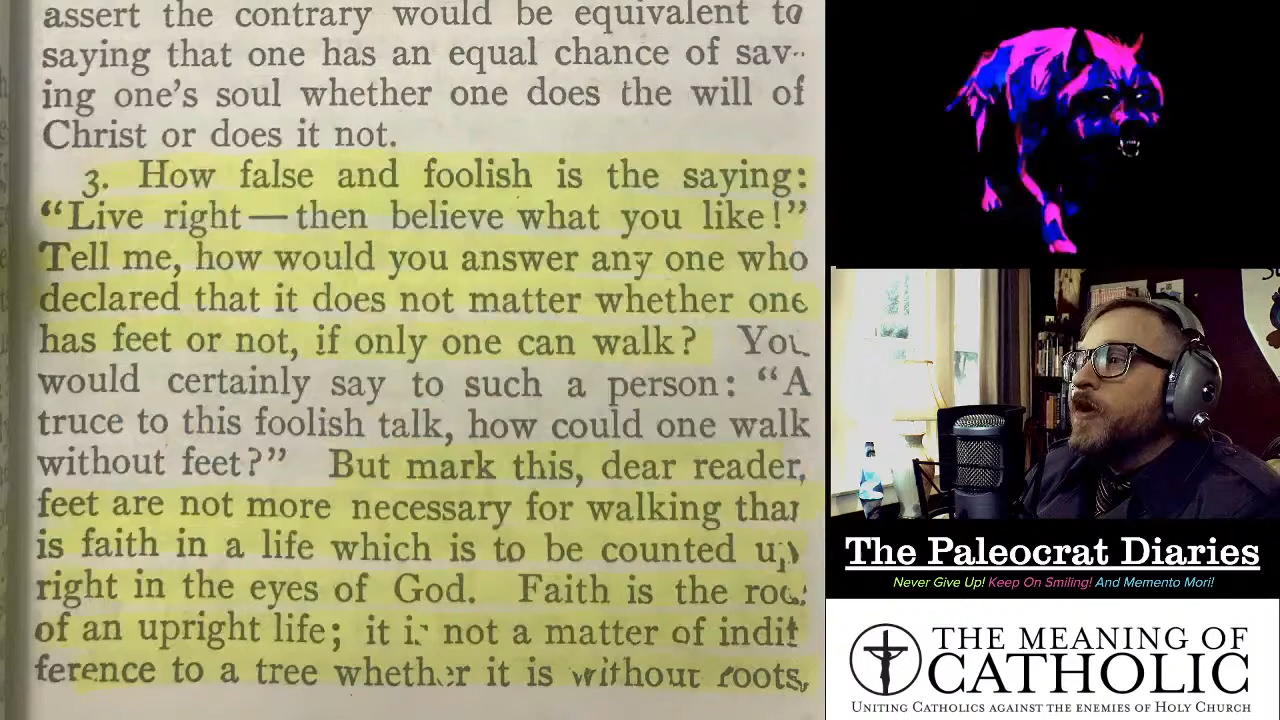 assert the contrary would be equivalent to
saying that one has an equal chance of sav-
ing one's soul whether one does the will of
Christ or does it not.
3. How false and foolish is the saying:
“Live right—then believe what you like!”
Tell me, how would you answer any one who
declared that it does not matter whether one
has feet or not, if only one can walk? You
would certainly say to such a person: “A
truce to this foolish talk, how could one walk
without feet?” But mark this, dear reader,
feet are not more necessary for walking than
is faith in a life which is to be counted up
right in the eyes of God. Faith is the root
of an upright life; it is not a matter of indif
ference to a tree whether it is without roots,
The Paleocrat Diaries
Never Give Up! Keep On Smiling! And Memento Mori!
THE MEANING OF
CATHOLIC
UNITING CATHOLICS AGAINST THE ENEMIES OF HOLY CHURCH